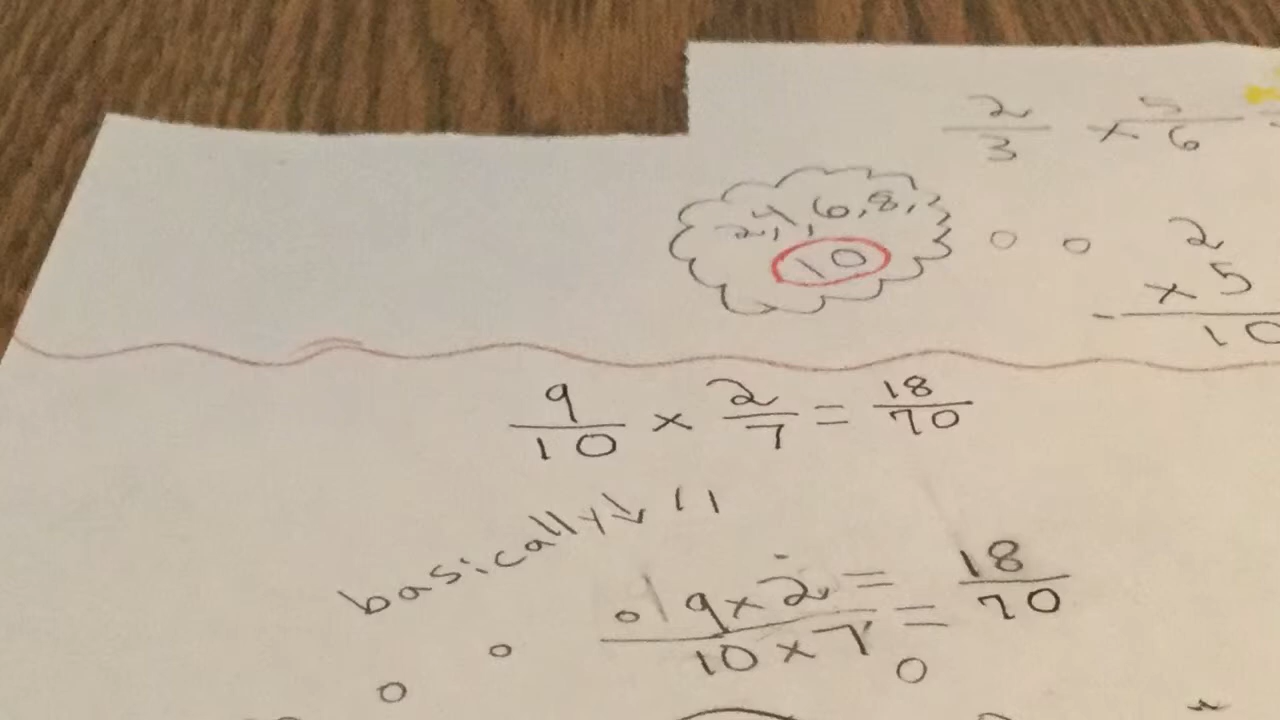 2/3 × 5/6 =
2, 4, 6, 8,
10
2
× 5
10
9/10 × 2/7 = 18/70
basically
9 × 2 = 18
10 × 7 = 70